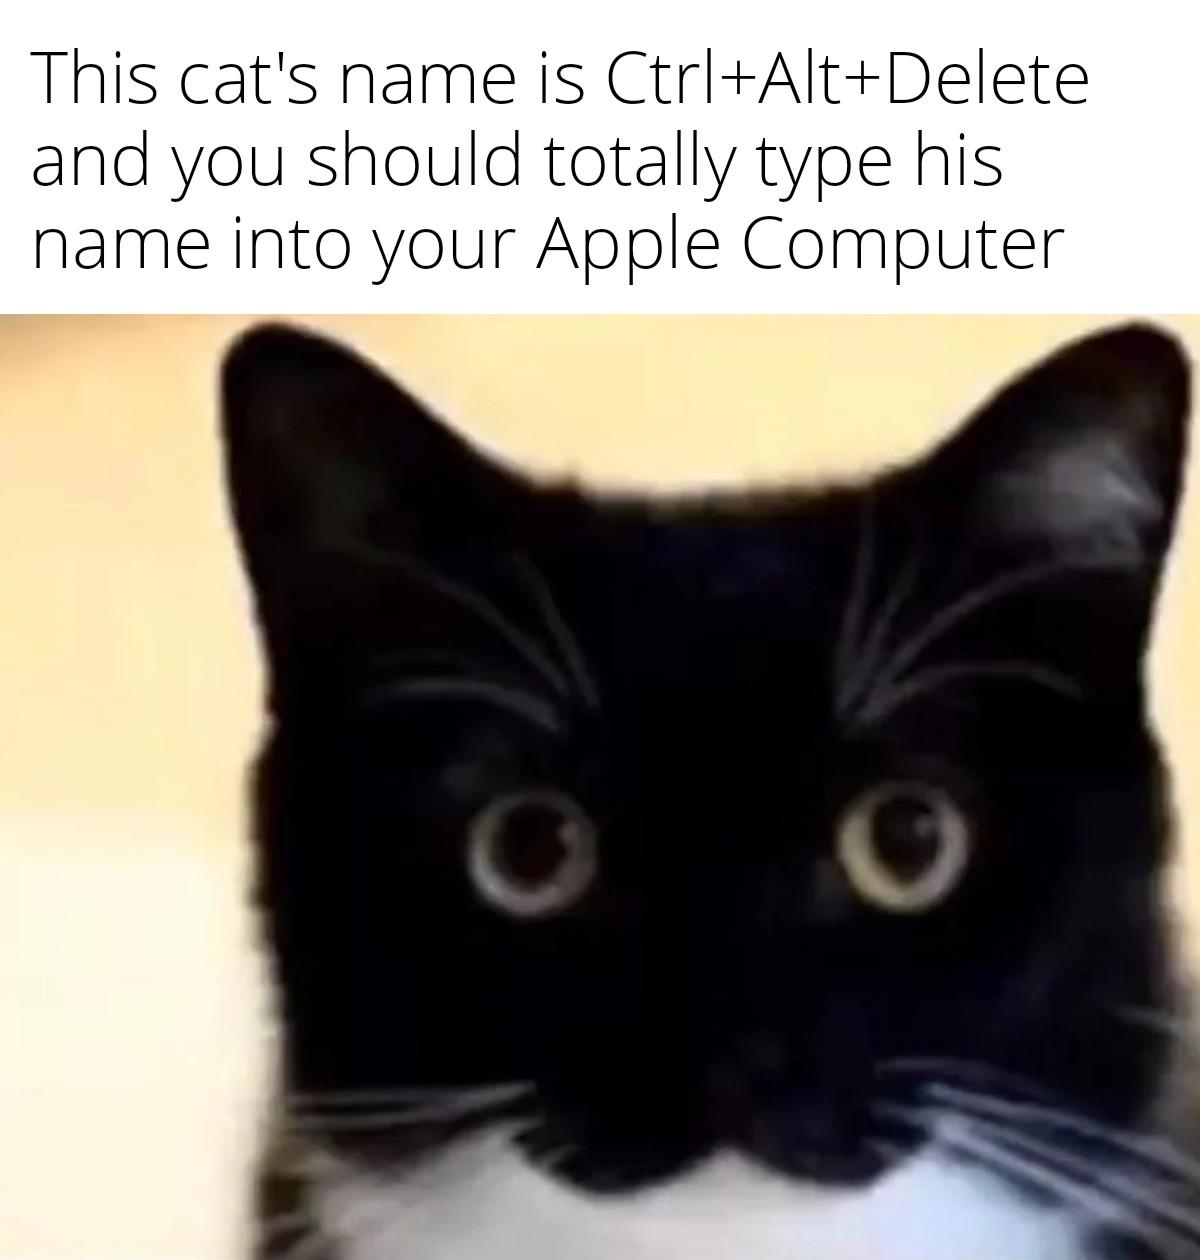 This cat's name is Ctrl+Alt+Delete
and you should totally type his
name into your Apple Computer